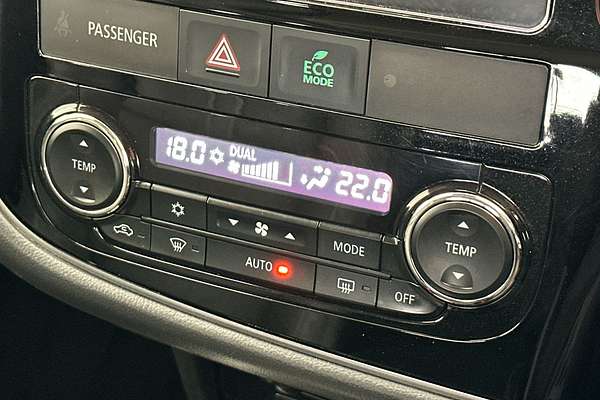 PASSENGER
ECO
MODE
18.0 DUAL 22.0
TEMP
TEMP
MODE
AUTO
OFF